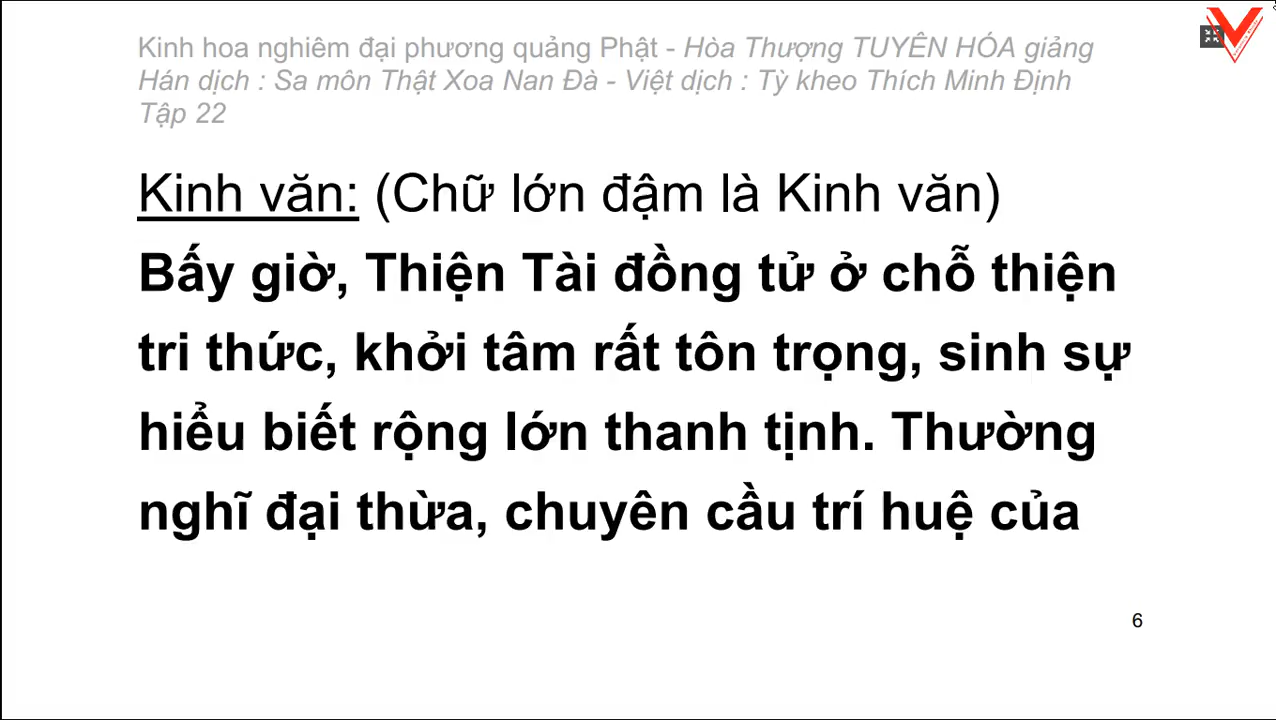 Kinh hoa nghiêm đại phương quảng Phật - Hòa Thượng TUYÊN HÓA giảng
Hán dịch : Sa môn Thật Xoa Nan Đà - Việt dịch : Tỳ kheo Thích Minh Định
Tập 22
Kinh văn: (Chữ lớn đậm là Kinh văn)
Bấy giờ, Thiện Tài đồng tử ở chỗ thiện
tri thức, khởi tâm rất tôn trọng, sinh sự
hiểu biết rộng lớn thanh tịnh. Thường
nghĩ đại thừa, chuyên cầu trí huệ của
6